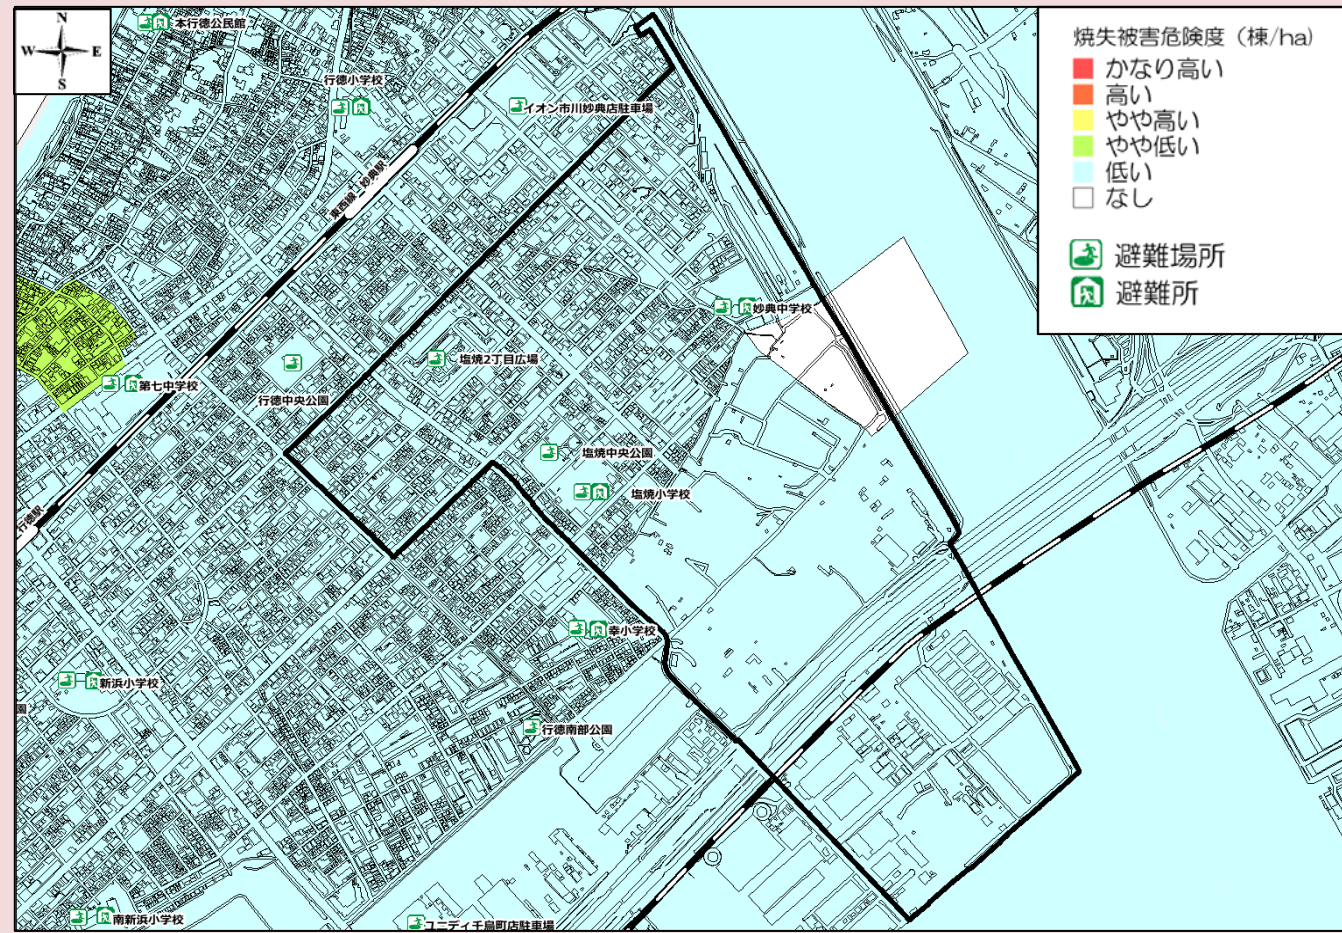 N
W E
S
本行徳公民館
行徳小学校
イオン市川妙典店駐車場
東西線 妙典駅
焼失被害危険度（棟/ha）
かなり高い
高い
やや高い
やや低い
低い
なし
避難場所
避難所
妙典中学校
塩焼2丁目広場
第七中学校
行徳中央公園
塩焼中央公園
塩焼小学校
行徳駅
幸小学校
新浜小学校
園
行徳南部公園
南新浜小学校
ユニディ千鳥町店駐車場